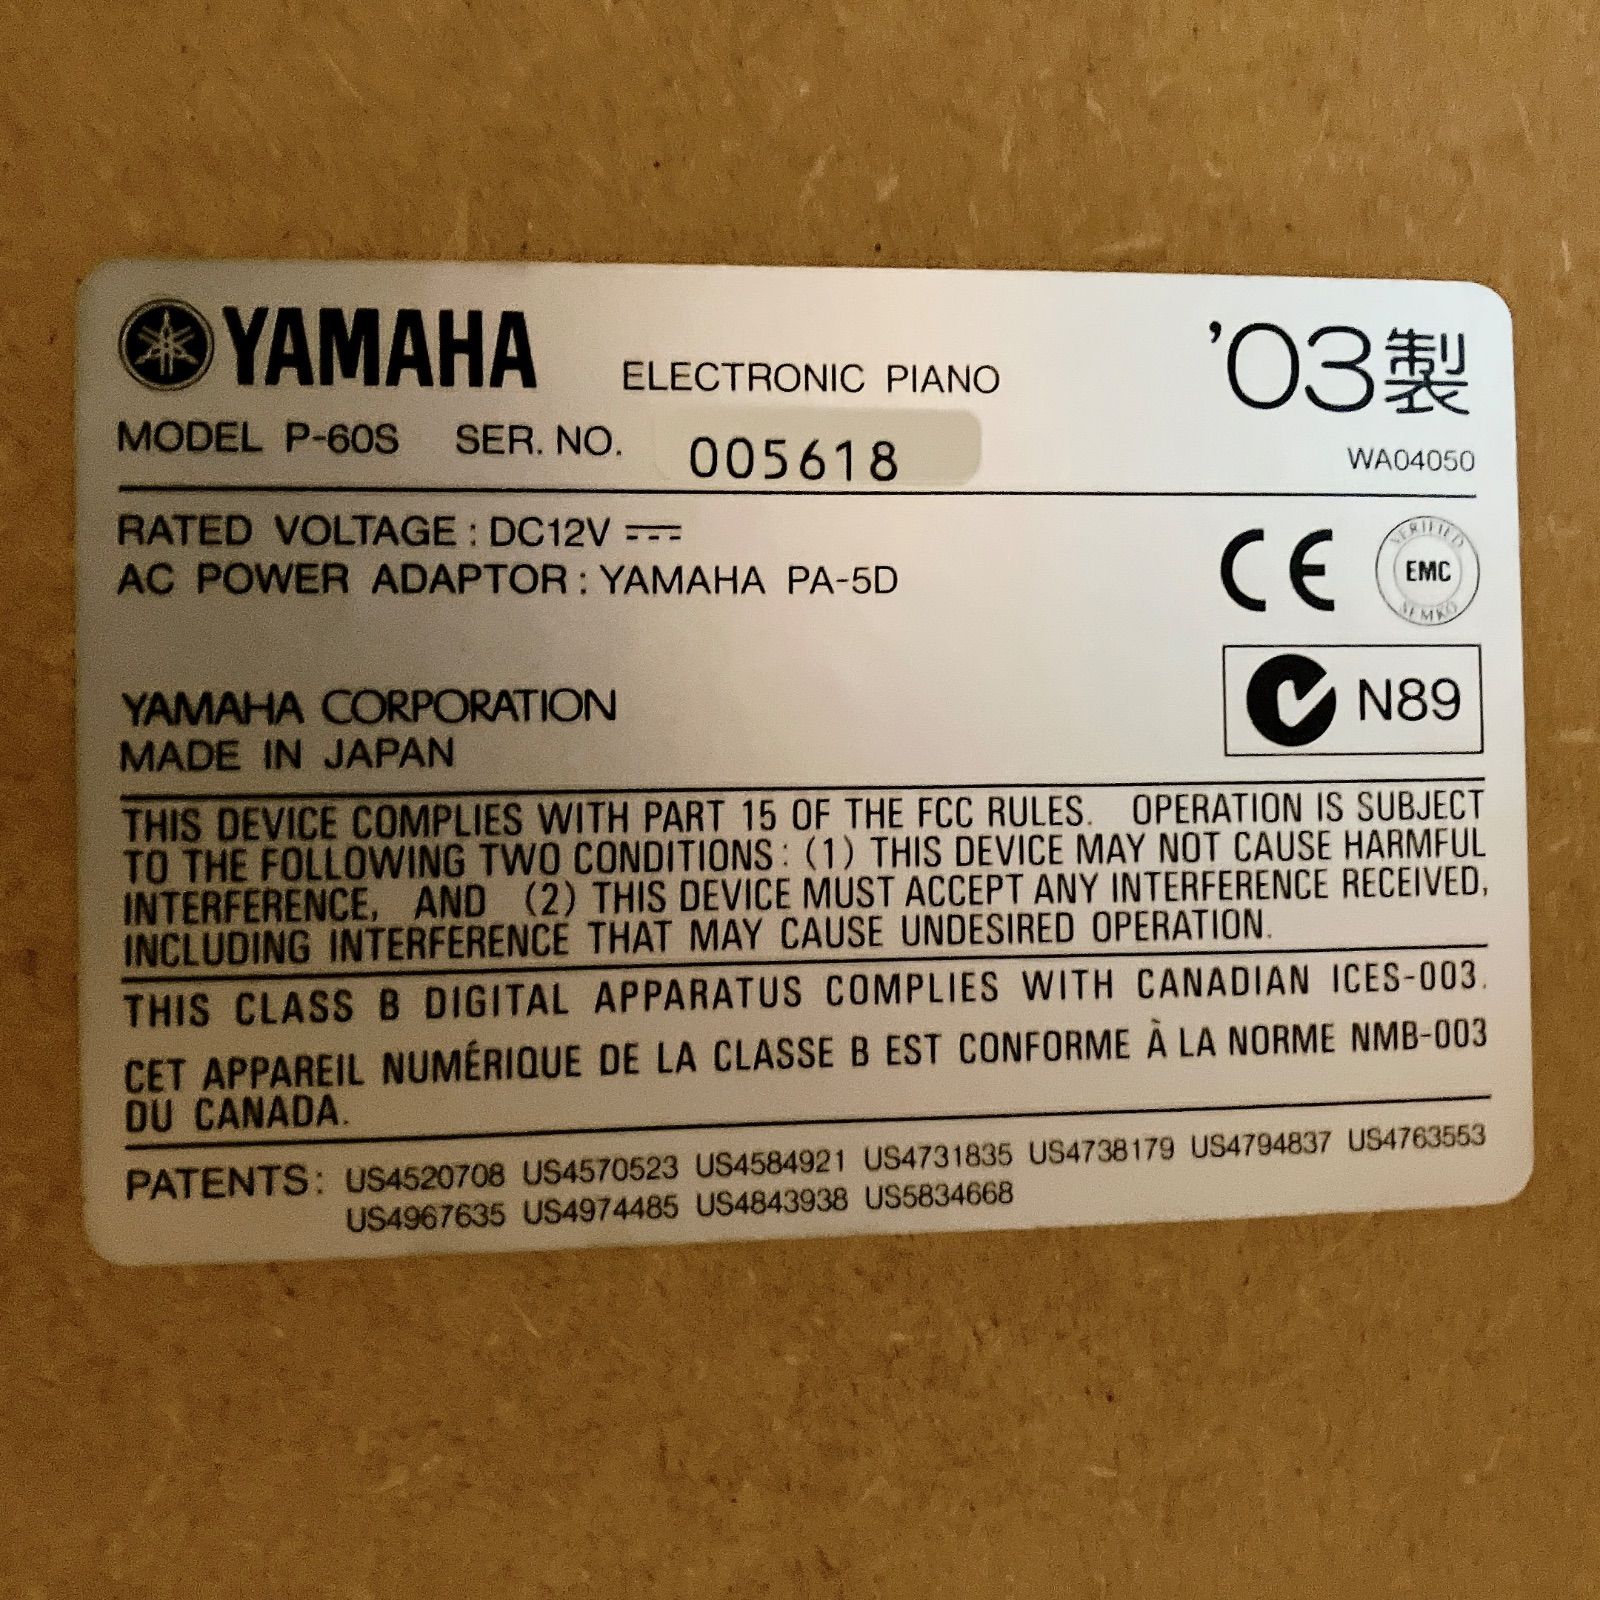 YAMAHA ELECTRONIC PIANO '03製
MODEL P-60S SER. NO. 005618
WA04050
RATED VOLTAGE : DC12V
AC POWER ADAPTOR : YAMAHA PA-5D
CE VERIFIED EMC SEMKO
YAMAHA CORPORATION N89
MADE IN JAPAN
THIS DEVICE COMPLIES WITH PART 15 OF THE FCC RULES. OPERATION IS SUBJECT
TO THE FOLLOWING TWO CONDITIONS : (1) THIS DEVICE MAY NOT CAUSE HARMFUL
INTERFERENCE, AND (2) THIS DEVICE MUST ACCEPT ANY INTERFERENCE RECEIVED,
INCLUDING INTERFERENCE THAT MAY CAUSE UNDESIRED OPERATION.
THIS CLASS B DIGITAL APPARATUS COMPLIES WITH CANADIAN ICES-003.
CET APPAREIL NUMÉRIQUE DE LA CLASSE B EST CONFORME À LA NORME NMB-003
DU CANADA.
PATENTS : US4520708 US4570523 US4584921 US4731835 US4738179 US4794837 US4763553
US4967635 US4974485 US4843938 US5834668